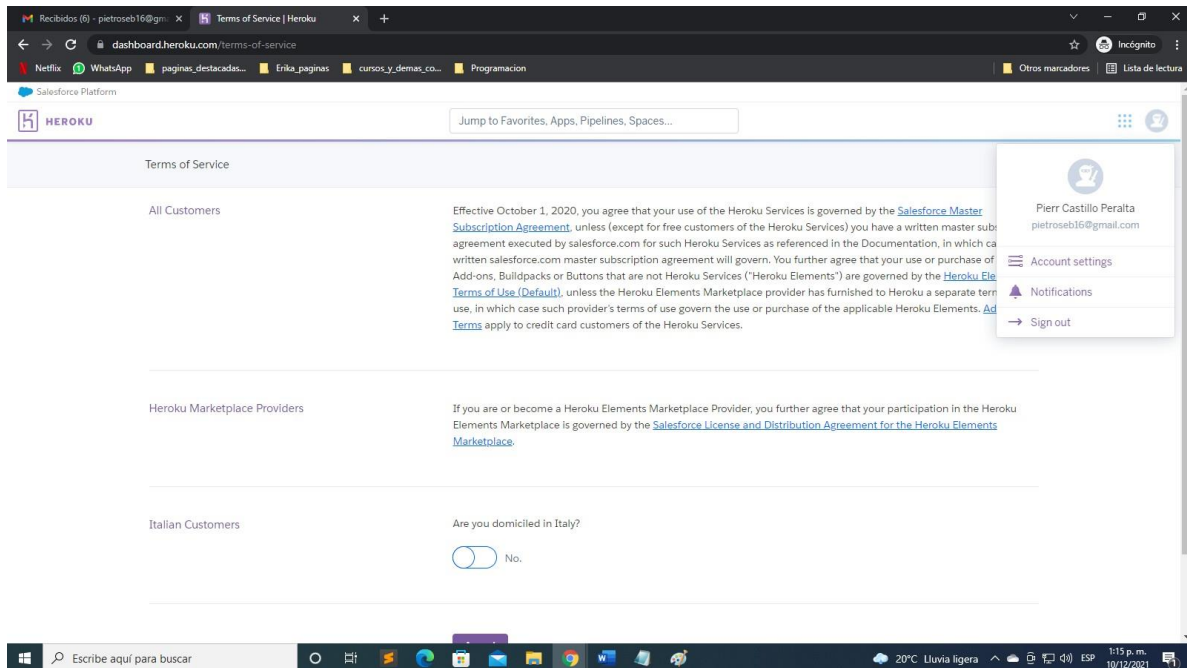 Recibidos (6) - pietroseb16@gm
Terms of Service | Heroku
dashboard.heroku.com/terms-of-service
Incógnito
Netflix
WhatsApp
paginas_destacadas...
Erika_paginas
cursos_y_demas_co...
Programacion
Otros marcadores
Lista de lectura
Salesforce Platform
HEROKU
Jump to Favorites, Apps, Pipelines, Spaces...
Terms of Service
Pierr Castillo Peralta
pietroseb16@gmail.com
Account settings
Notifications
Sign out
All Customers
Effective October 1, 2020, you agree that your use of the Heroku Services is governed by the Salesforce Master
Subscription Agreement, unless (except for free customers of the Heroku Services) you have a written master sub
agreement executed by salesforce.com for such Heroku Services as referenced in the Documentation, in which ca
written salesforce.com master subscription agreement will govern. You further agree that your use or purchase of
Add-ons, Buildpacks or Buttons that are not Heroku Services ("Heroku Elements") are governed by the Heroku Ele
Terms of Use (Default), unless the Heroku Elements Marketplace provider has furnished to Heroku a separate ter
use, in which case such provider's terms of use govern the use or purchase of the applicable Heroku Elements. Ad
Terms apply to credit card customers of the Heroku Services.
Heroku Marketplace Providers
If you are or become a Heroku Elements Marketplace Provider, you further agree that your participation in the Heroku
Elements Marketplace is governed by the Salesforce License and Distribution Agreement for the Heroku Elements
Marketplace.
Italian Customers
Are you domiciled in Italy?
No.
Escribe aquí para buscar
20°C Lluvia ligera
ESP
1:15 p. m.
10/12/2021